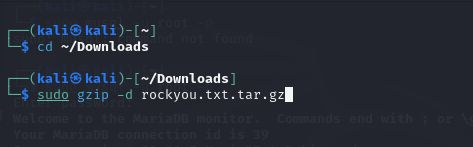 ┌──(kali㉿kali)-[~]
└─$ cd ~/Downloads
┌──(kali㉿kali)-[~/Downloads]
└─$ sudo gzip -d rockyou.txt.tar.gz
Welcome to the MariaDB monitor. Commands end with ; or \g
Your MariaDB connection id is 39